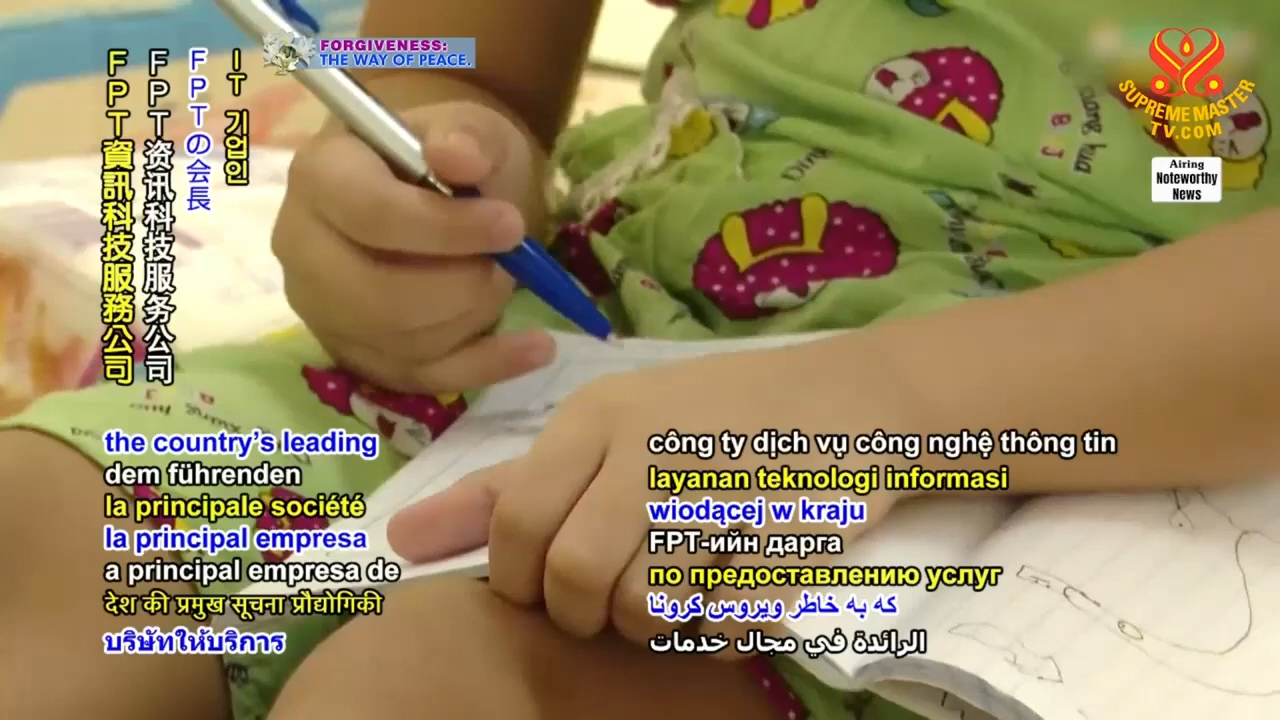 FORGIVENESS:
THE WAY OF PEACE.
SUPREME MASTER
TV.COM
Airing
Noteworthy
News
IT 기업인
FPTの会長
FPT资讯科技服务公司
FPT資訊科技服務公司
the country's leading
dem führenden
la principale société
la principal empresa
a principal empresa de
देश की प्रमुख सूचना प्रौद्योगिकी
บริษัทให้บริการ
công ty dịch vụ công nghệ thông tin
layanan teknologi informasi
wiodącej w kraju
FPT-ийн дарга
по предоставлению услуг
که به خاطر ویروس کرونا
الرائدة في مجال خدمات